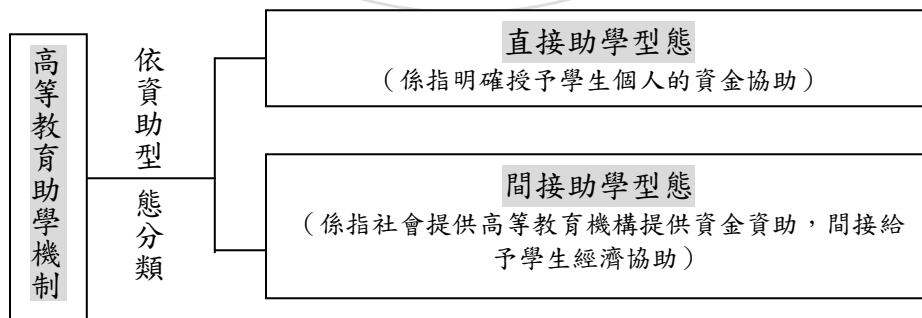 高等教育助學機制
依資助型態分類
直接助學型態
（係指明確授予學生個人的資金協助）
間接助學型態
（係指社會提供高等教育機構提供資金資助，間接給
予學生經濟協助）